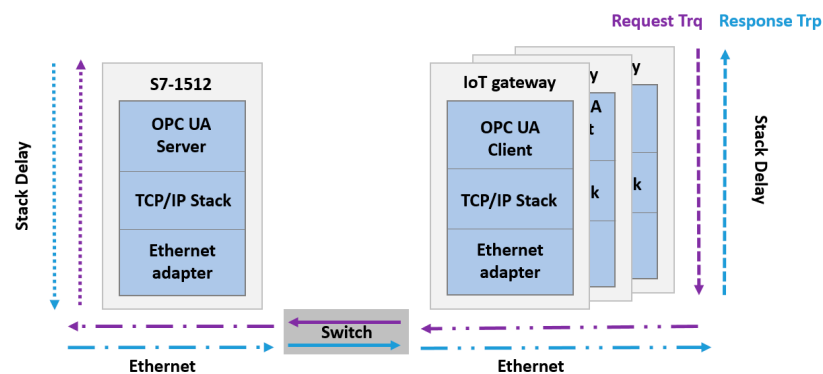 Request Trq
Response Trp
S7-1512
OPC UA
Server
TCP/IP Stack
Ethernet
adapter
Stack Delay
IoT gateway
OPC UA
Client
TCP/IP Stack
Ethernet
adapter
y
A
t
k
y
k
Stack Delay
Switch
Ethernet
Ethernet